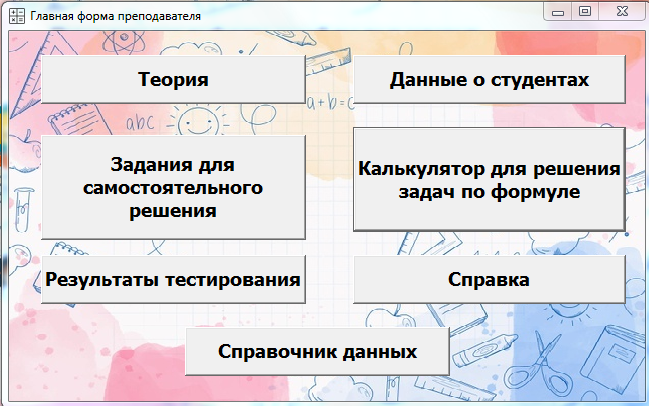 Главная форма преподавателя
Теория
Данные о студентах
a+b=c
abc
Задания для
самостоятельного
решения
Калькулятор для решения
задач по формуле
Результаты тестирования
Справка
Справочник данных